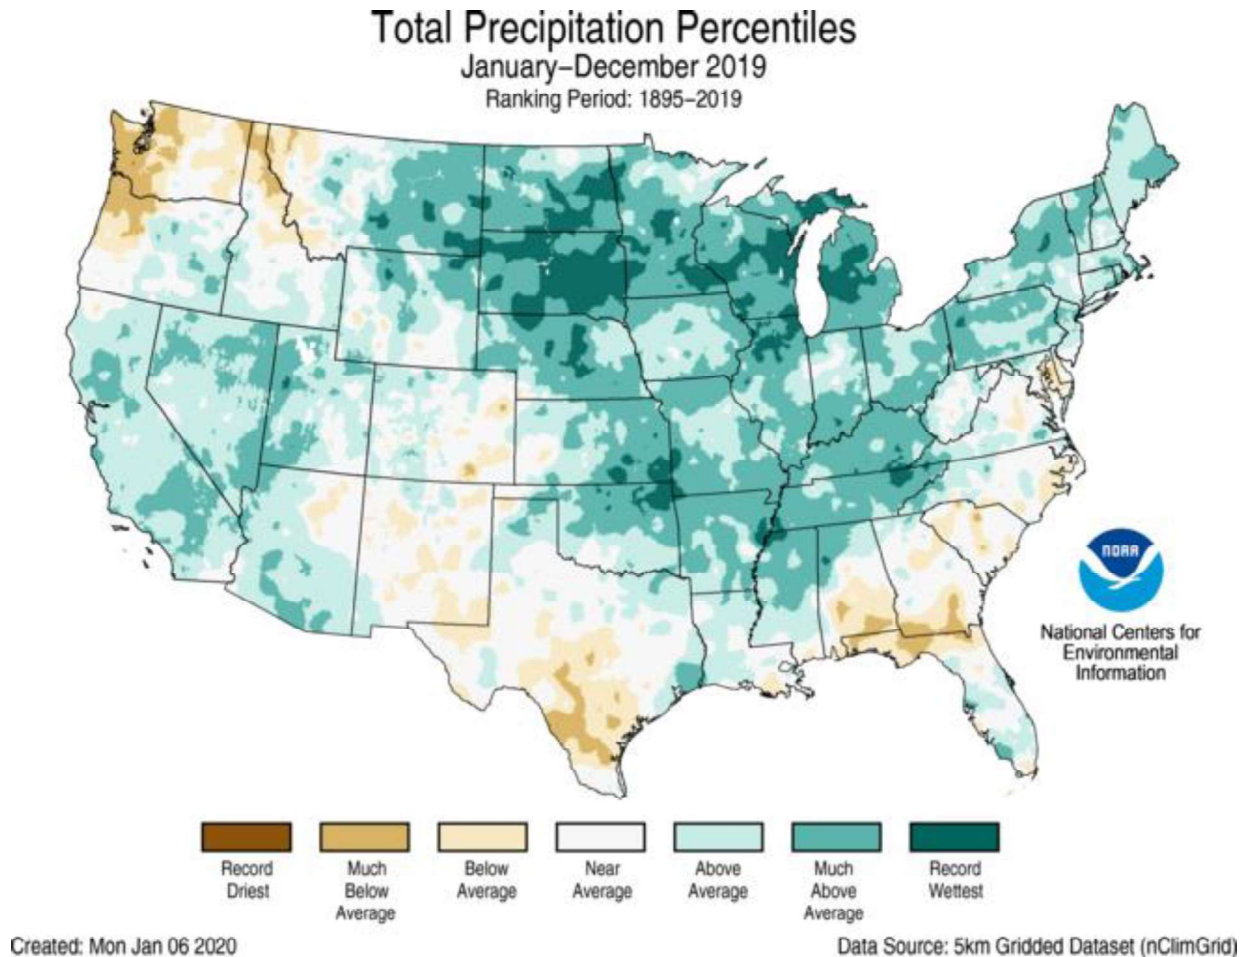 Total Precipitation Percentiles
January–December 2019
Ranking Period: 1895–2019
NOAA
National Centers for
Environmental
Information
Record
Driest
Much
Below
Average
Below
Average
Near
Average
Above
Average
Much
Above
Average
Record
Wettest
Created: Mon Jan 06 2020
Data Source: 5km Gridded Dataset (nClimGrid)